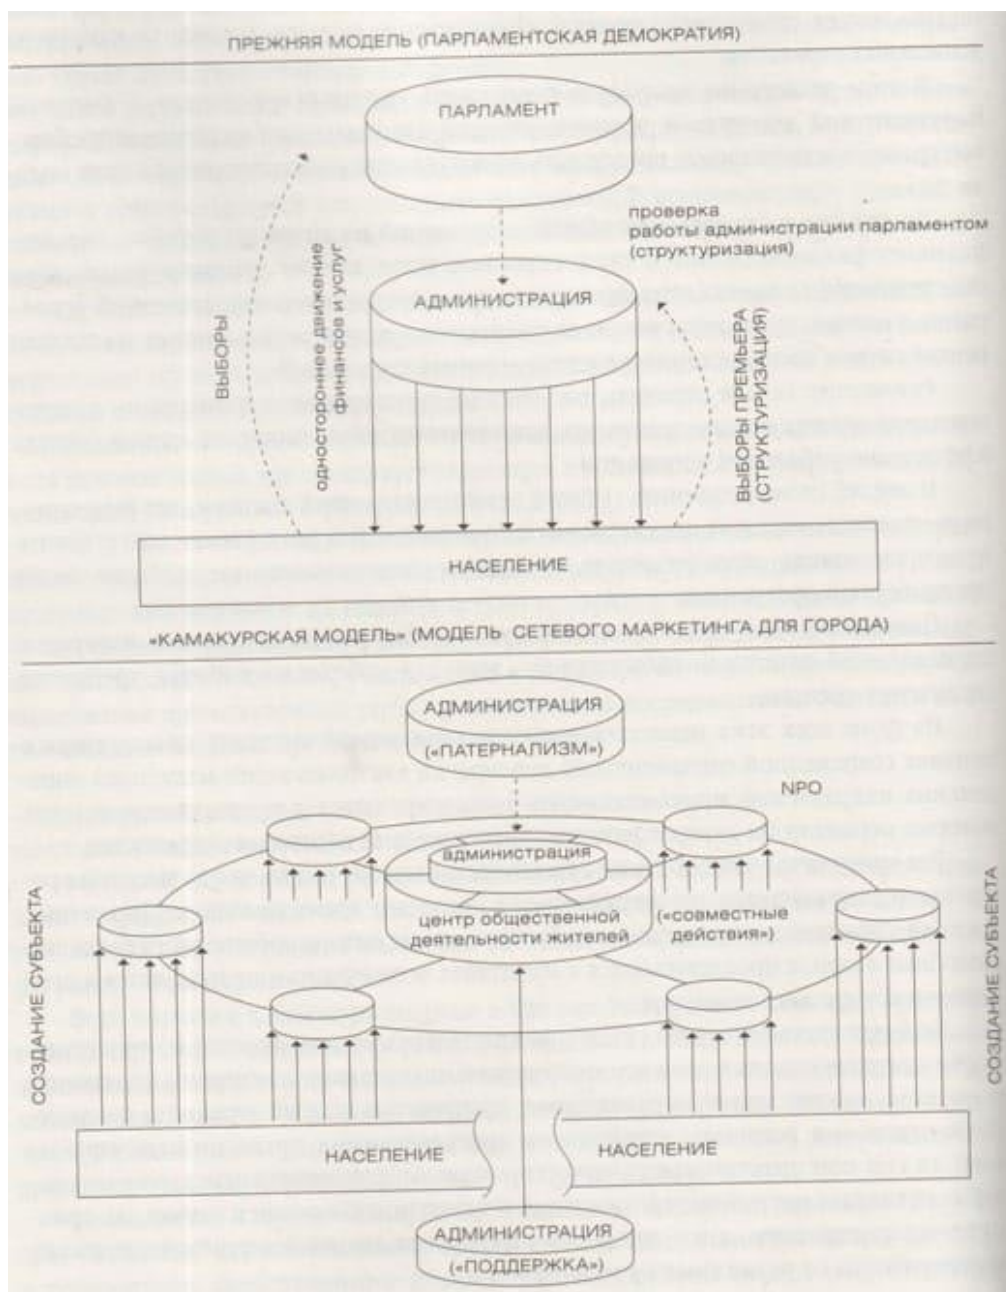 ПРЕЖНЯЯ МОДЕЛЬ (ПАРЛАМЕНТСКАЯ ДЕМОКРАТИЯ)
ПАРЛАМЕНТ
проверка
работы администрации парламентом
(структуризация)
ВЫБОРЫ
одностороннее движение
финансов и услуг
АДМИНИСТРАЦИЯ
ВЫБОРЫ ПРЕМЬЕРА
(СТРУКТУРИЗАЦИЯ)
НАСЕЛЕНИЕ
«КАМАКУРСКАЯ МОДЕЛЬ» (МОДЕЛЬ СЕТЕВОГО МАРКЕТИНГА ДЛЯ ГОРОДА)
АДМИНИСТРАЦИЯ
(«ПАТЕРНАЛИЗМ»)
NPO
администрация
центр общественной
деятельности жителей
(«совместные
действия»)
СОЗДАНИЕ СУБЪЕКТА
СОЗДАНИЕ СУБЪЕКТА
НАСЕЛЕНИЕ
НАСЕЛЕНИЕ
АДМИНИСТРАЦИЯ
(«ПОДДЕРЖКА»)